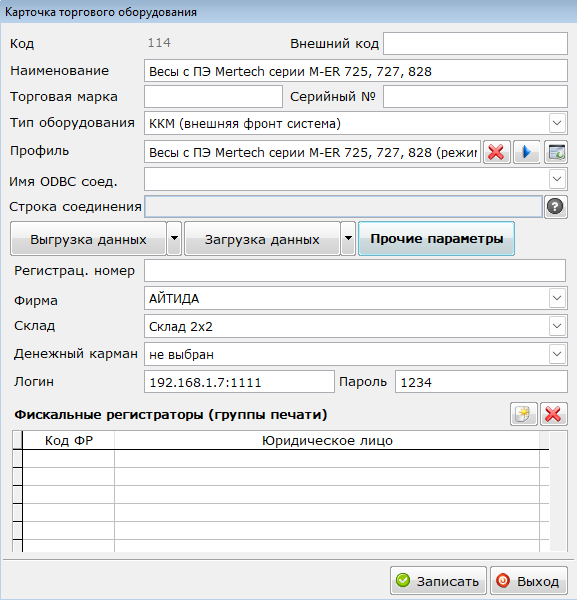 Карточка торгового оборудования
Код 114 Внешний код
Наименование Весы с ПЭ Mertech серии M-ER 725, 727, 828
Торговая марка Серийный №
Тип оборудования ККМ (внешняя фронт система)
Профиль Весы с ПЭ Mertech серии M-ER 725, 727, 828 (режим
Имя ODBC соед.
Строка соединения ?
Выгрузка данных Загрузка данных Прочие параметры
Регистрац. номер
Фирма АЙТИДА
Склад Склад 2х2
Денежный карман не выбран
Логин 192.168.1.7:1111 Пароль 1234
Фискальные регистраторы (группы печати)
Код ФР Юридическое лицо
Записать Выход